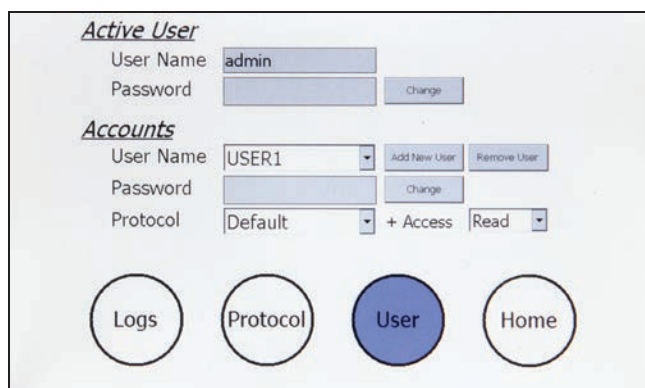 Active User
User Name admin
Password Change
Accounts
User Name USER1 Add New User Remove User
Password Change
Protocol Default + Access Read
Logs Protocol User Home